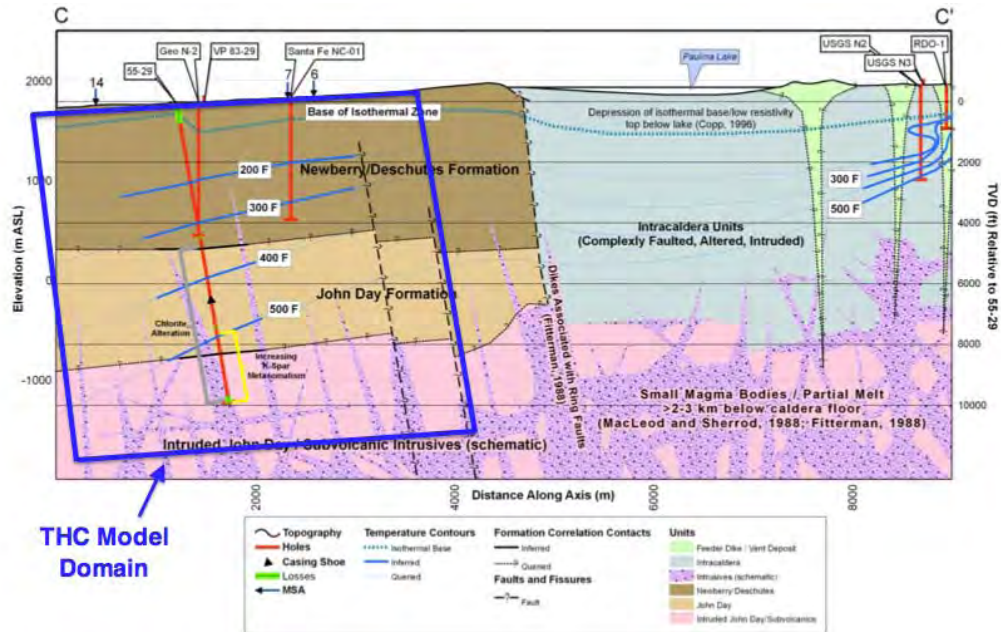 C
C'
Geo N-2
VP 83-29
Santa Fe NC-01
55-29
USGS N2
RDO-1
USGS N3
Paulina Lake
14
7
6
2000
1000
0
-1000
Elevation (m ASL)
0
2000
4000
6000
8000
10000
TVD (ft) Relative to 55-29
Base of Isothermal Zone
Depression of isothermal base/low resistivity
top below lake (Copp, 1996)
200 F
Newberry/Deschutes Formation
300 F
300 F
500 F
400 F
Intracaldera Units
(Complexly Faulted, Altered, Intruded)
John Day Formation
500 F
Chlorite
Alteration
Increasing
K-Spar
Metasomatism
Dikes Associated with Ring Faults
(Fitterman, 1988)
Small Magma Bodies / Partial Melt
>2-3 km below caldera floor
(MacLeod and Sherrod, 1988; Fitterman, 1988)
Intruded John Day / Subvolcanic Intrusives (schematic)
2000
4000
6000
8000
Distance Along Axis (m)
THC Model
Domain
Topography
Holes
Casing Shoe
Losses
MSA
Temperature Contours
Isothermal Base
Inferred
Queried
Formation Correlation Contacts
Inferred
Queried
Faults and Fissures
Fault
Units
Feeder Dike / Vent Deposit
Intracaldera
Intrusives (schematic)
Newberry Deschutes
John Day
Intruded John Day/Subvolcanics